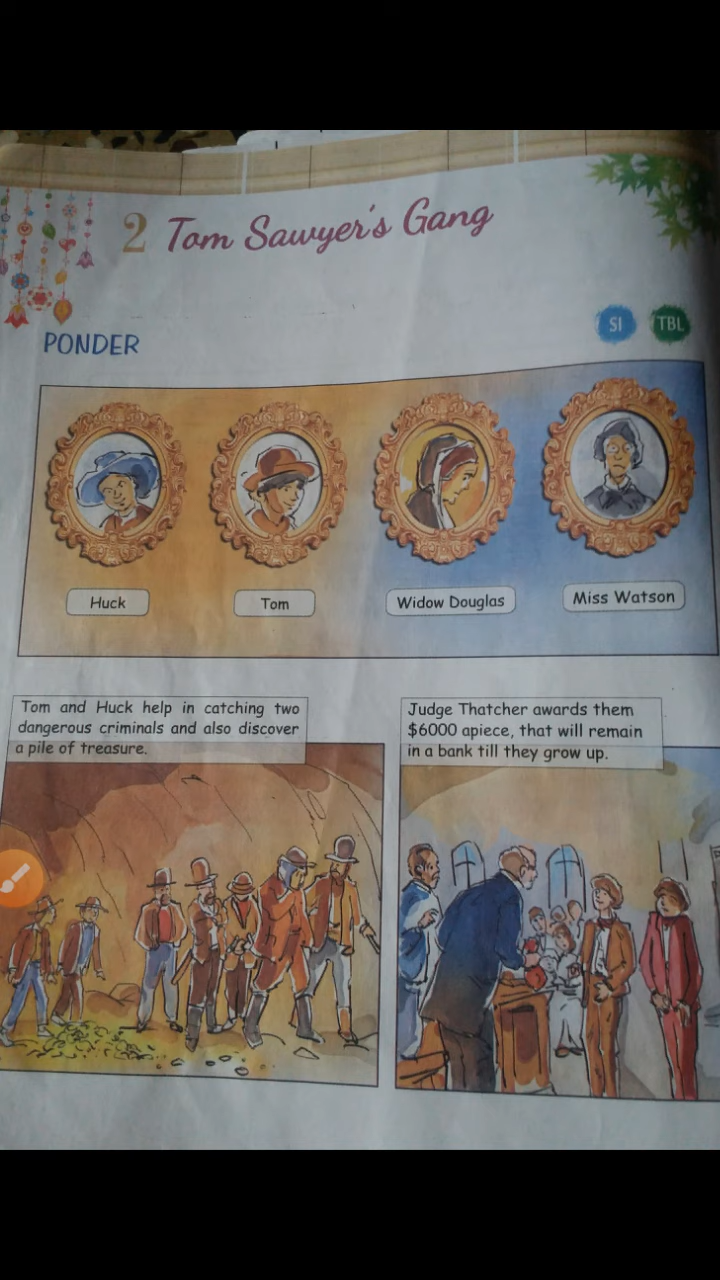 2 Tom Sawyer's Gang
SI TBL
PONDER
Huck
Tom
Widow Douglas
Miss Watson
Tom and Huck help in catching two
dangerous criminals and also discover
a pile of treasure.
Judge Thatcher awards them
$6000 apiece, that will remain
in a bank till they grow up.